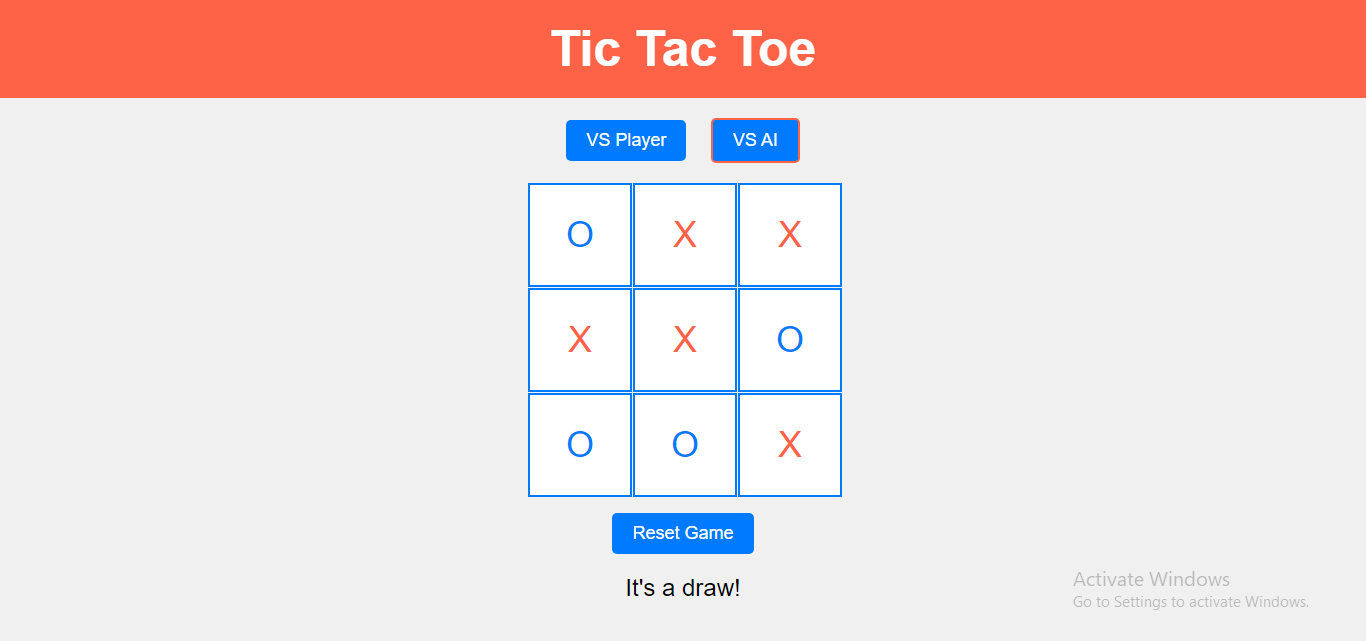 Tic Tac Toe
VS Player VS AI
O X X
X X O
O O X
Reset Game
It's a draw!
Activate Windows
Go to Settings to activate Windows.